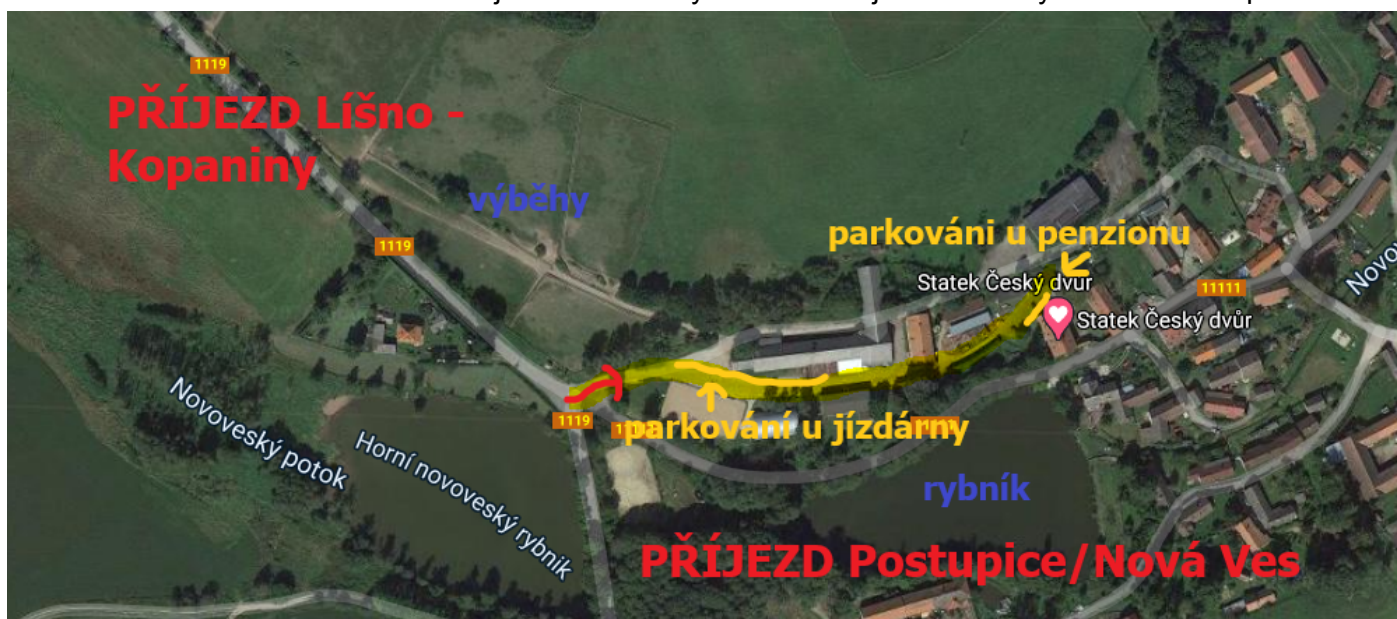 1119
PŘÍJEZD Líšno -
Kopaniny
výběhy
1119
parkováni u penzionu
Statek Český dvůr
11111
Novo
Statek Český dvůr
1119
parkování u jízdárny
Novoveský potok
Horní novoveský rybník
rybník
PŘÍJEZD Postupice/Nová Ves